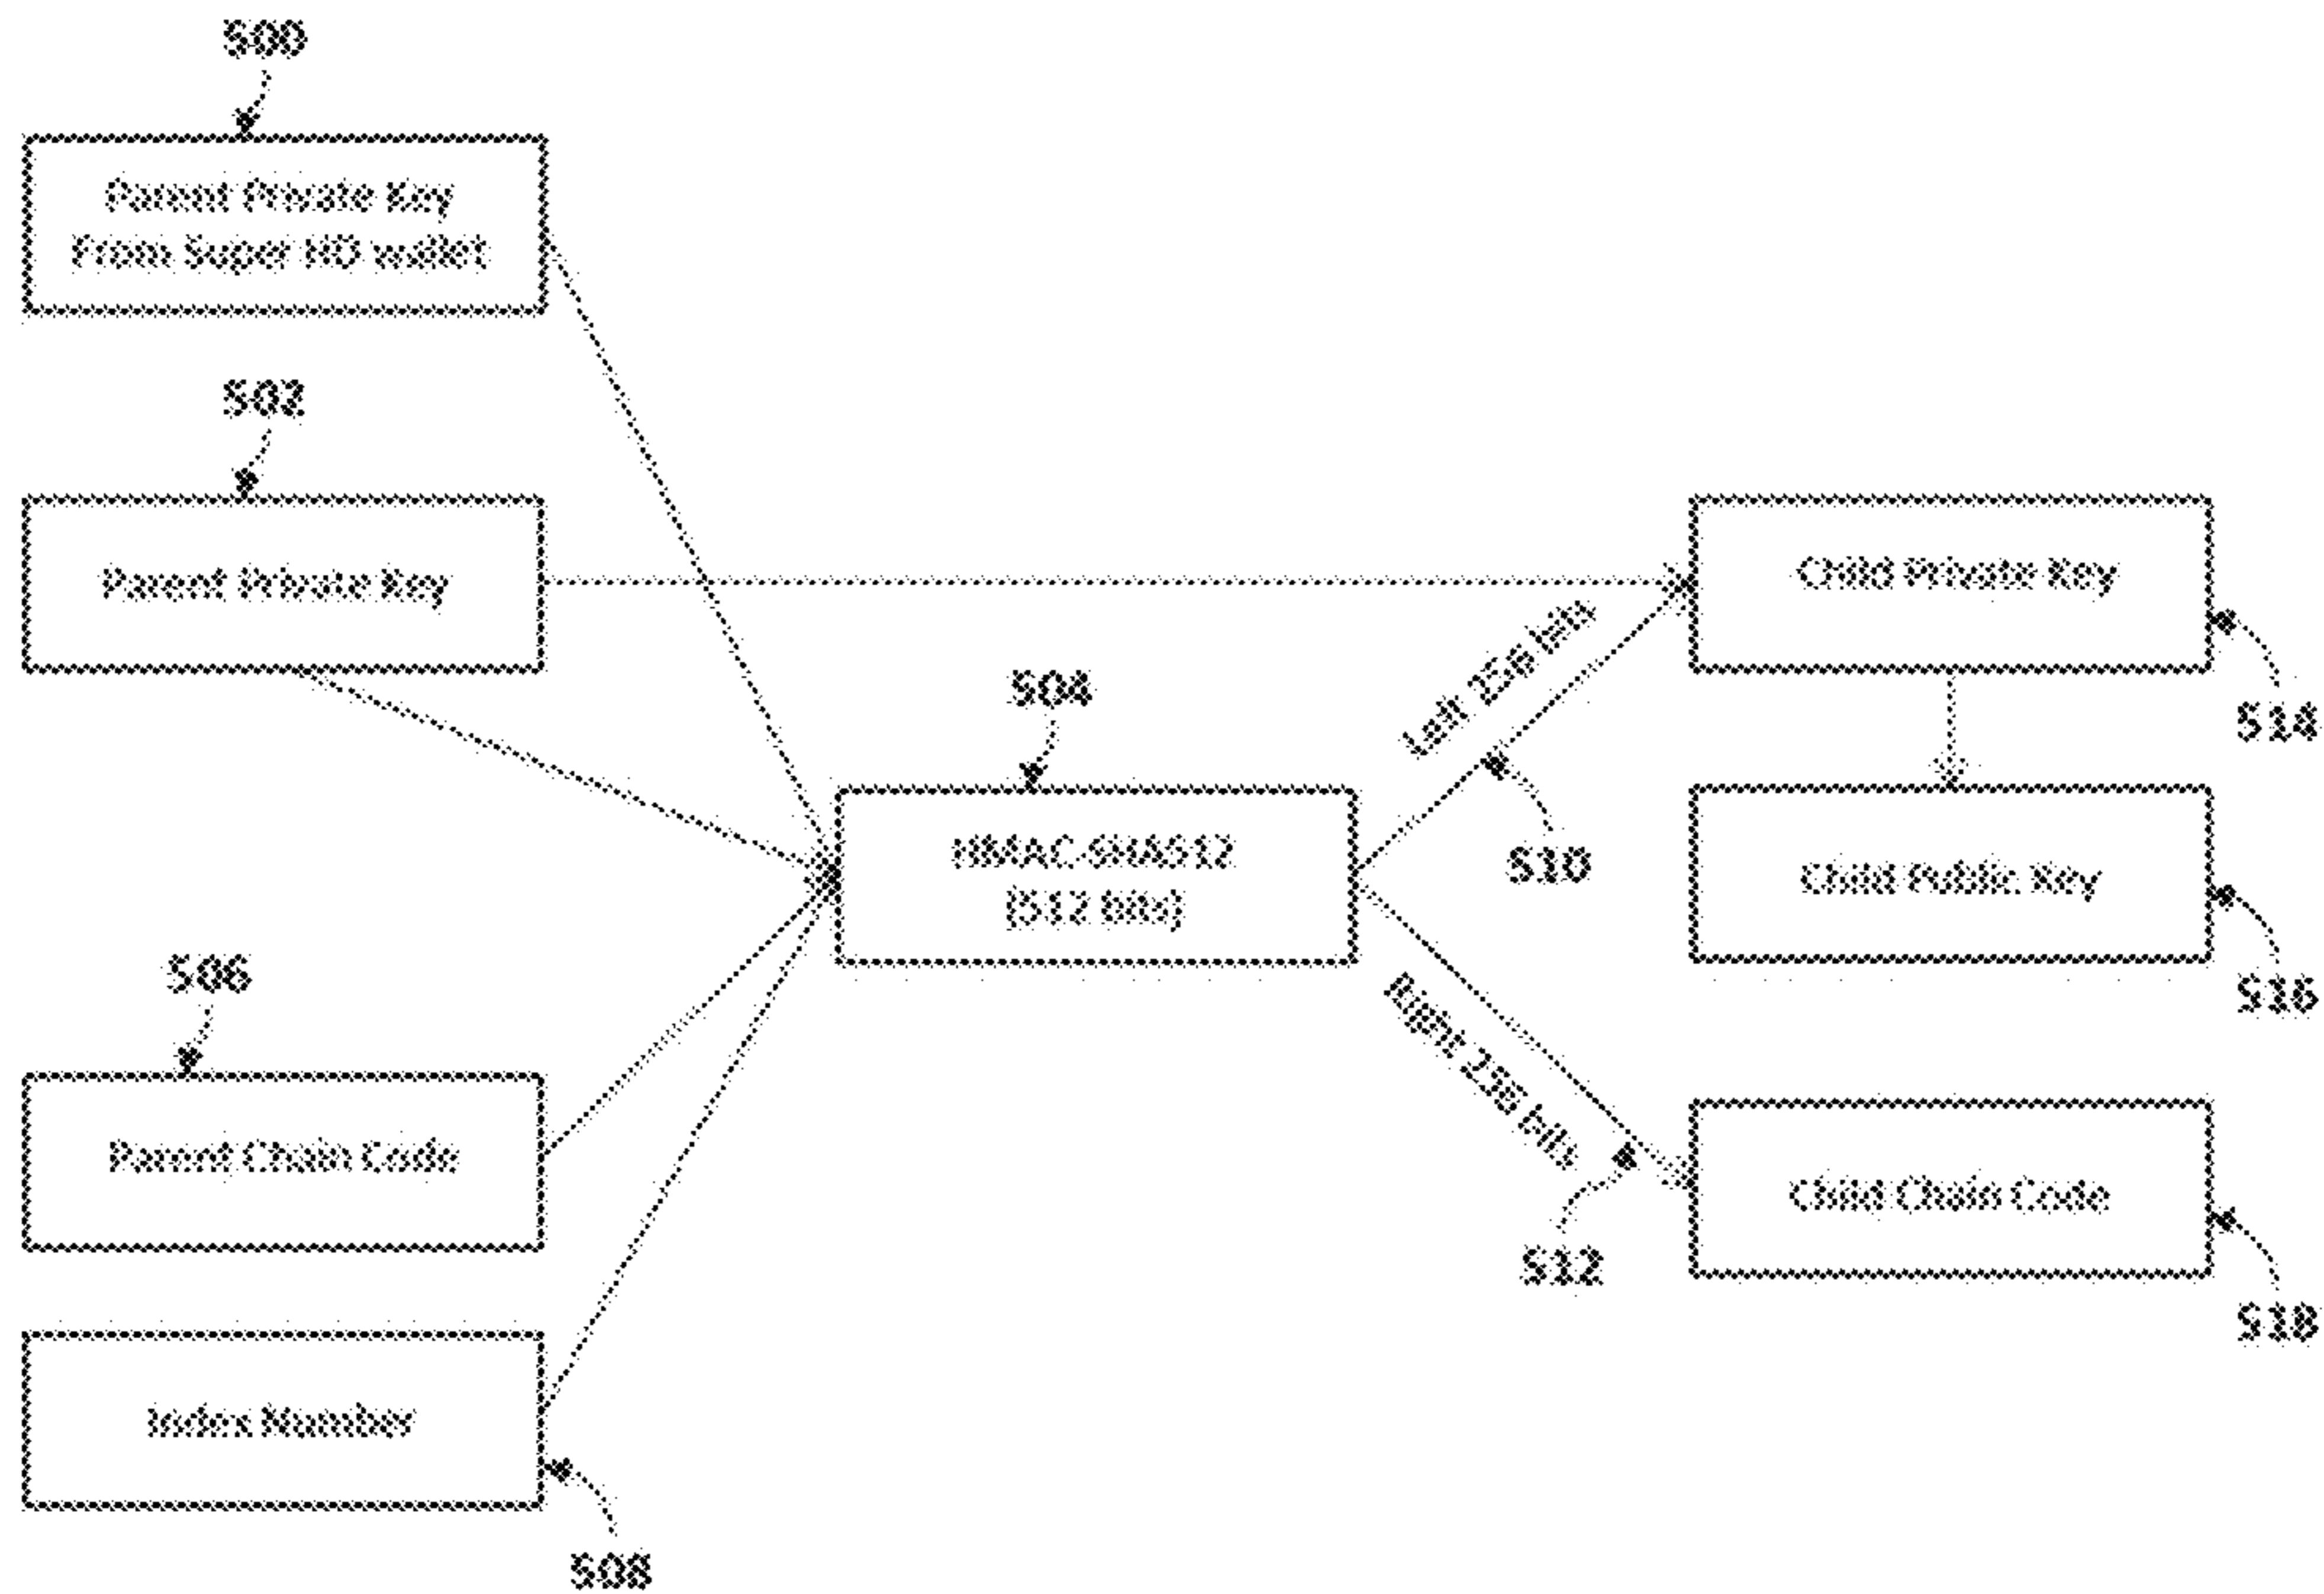 500
Parent Private Key
From Super HD wallet
502
Parent Private Key
Child Private Key
514
504
Left 256 bits
HMAC-SHA512
(512 Bits)
510
Child Public Key
516
506
Parent Chain Code
Right 256 bits
512
Child Chain Code
518
Index Number
508